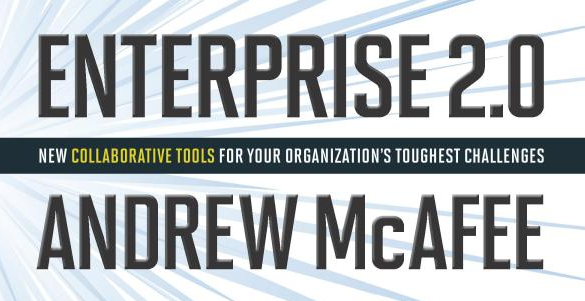 ENTERPRISE 2.0
NEW COLLABORATIVE TOOLS FOR YOUR ORGANIZATION'S TOUGHEST CHALLENGES
ANDREW McAFEE